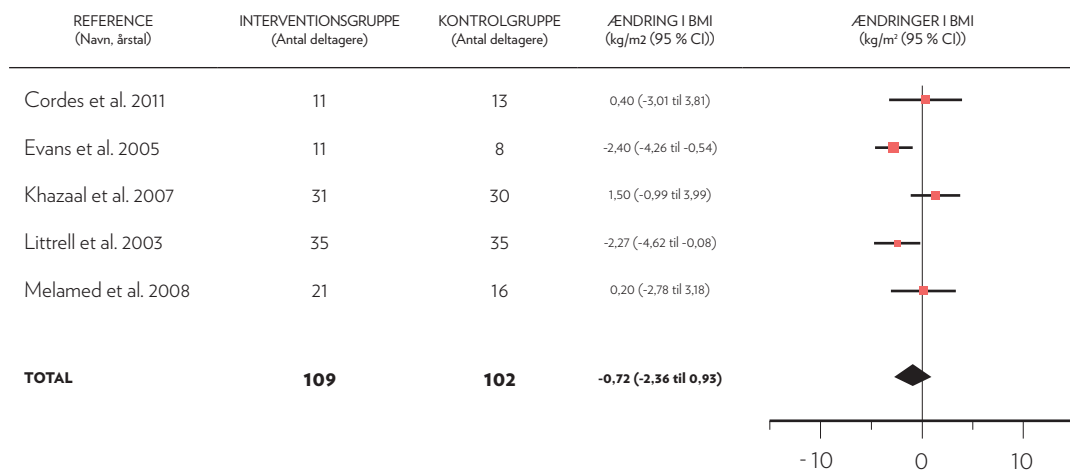 REFERENCE INTERVENTIONSGRUPPE KONTROLGRUPPE ÆNDRING I BMI ÆNDRINGER I BMI
(Navn, årstal) (Antal deltagere) (Antal deltagere) (kg/m2 (95 % CI)) (kg/m² (95 % CI))
Cordes et al. 2011 11 13 0,40 (-3,01 til 3,81)
Evans et al. 2005 11 8 -2,40 (-4,26 til -0,54)
Khazaal et al. 2007 31 30 1,50 (-0,99 til 3,99)
Littrell et al. 2003 35 35 -2,27 (-4,62 til -0,08)
Melamed et al. 2008 21 16 0,20 (-2,78 til 3,18)
TOTAL 109 102 -0,72 (-2,36 til 0,93)
-10 0 10